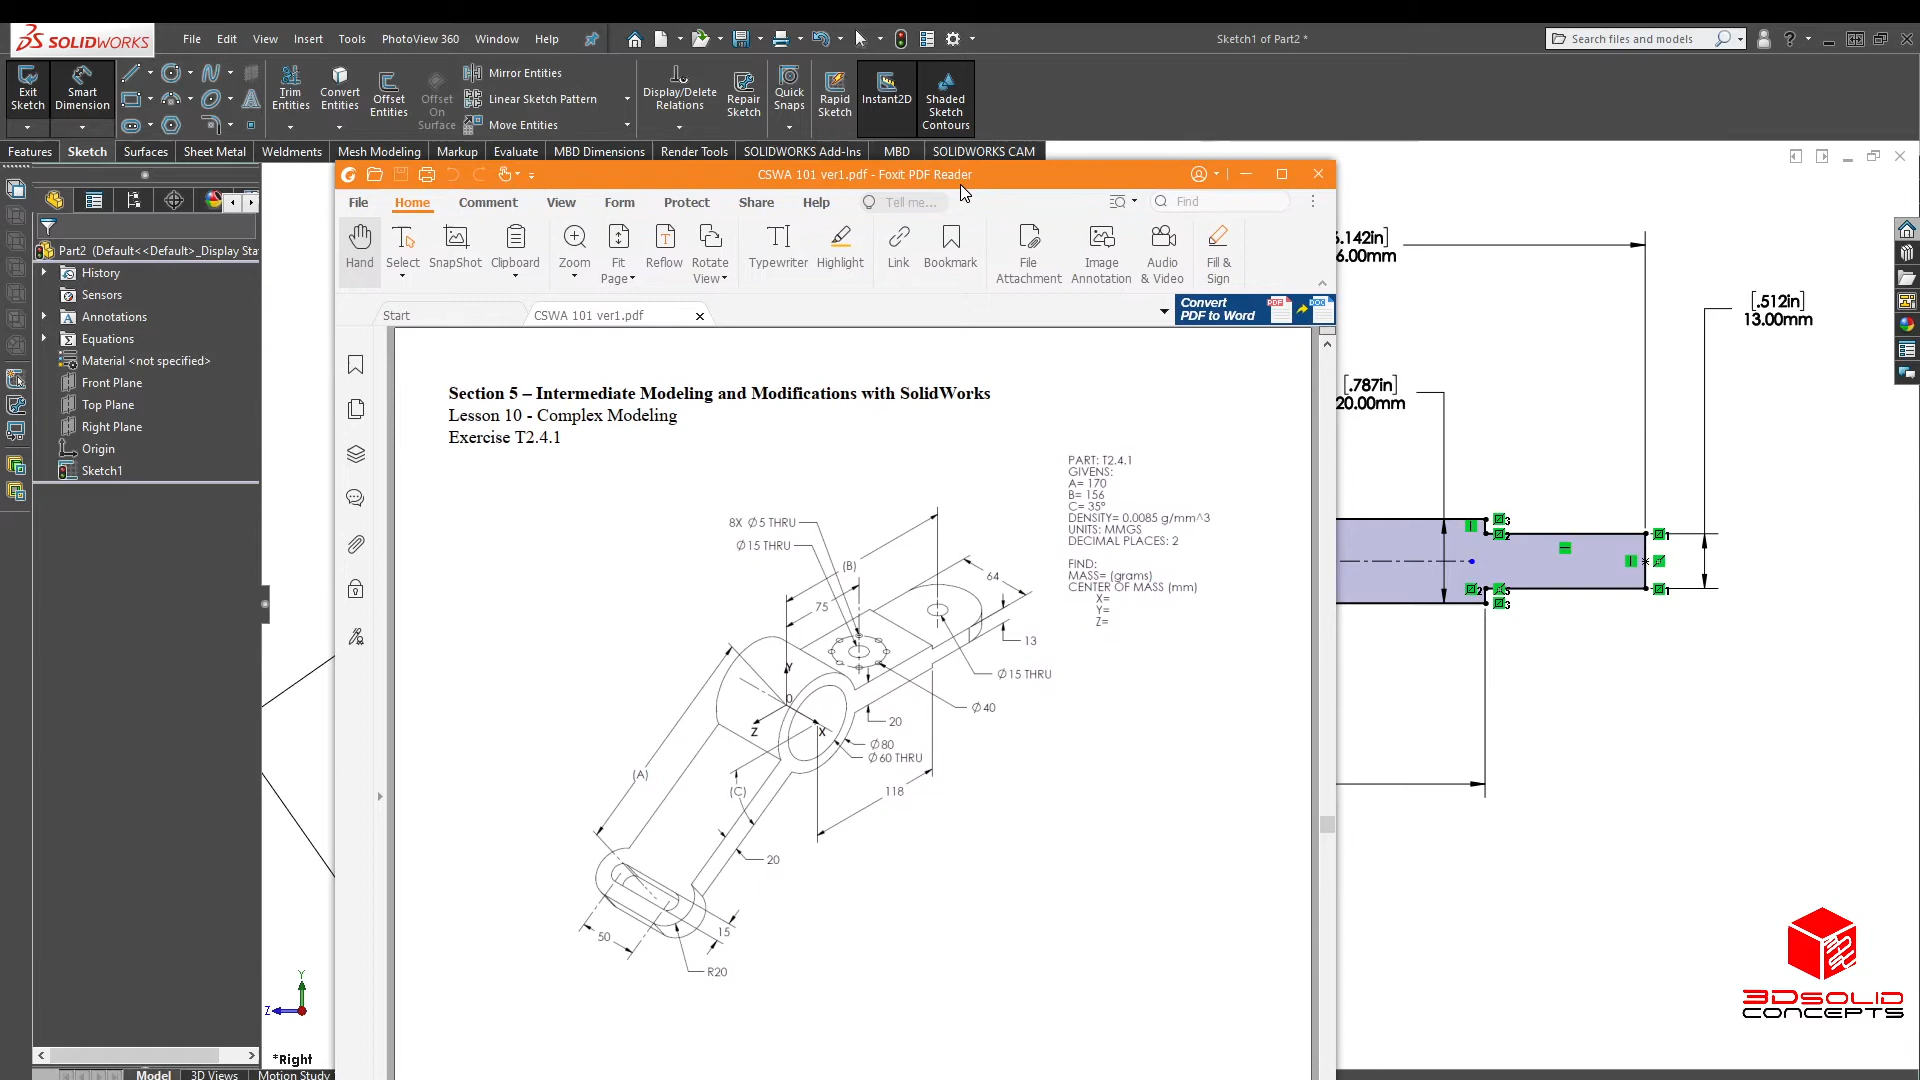 SOLIDWORKS
File Edit View Insert Tools PhotoView 360 Window Help
Sketch1 of Part2 *
Search files and models
Exit Sketch
Smart Dimension
Trim Entities
Convert Entities
Offset Entities
Offset On Surface
Mirror Entities
Linear Sketch Pattern
Move Entities
Display/Delete Relations
Repair Sketch
Quick Snaps
Rapid Sketch
Instant2D
Shaded Sketch Contours
Features Sketch Surfaces Sheet Metal Weldments Mesh Modeling Markup Evaluate MBD Dimensions Render Tools SOLIDWORKS Add-Ins MBD SOLIDWORKS CAM
Part2 (Default<<Default>_Display Sta
History
Sensors
Annotations
Equations
Material <not specified>
Front Plane
Top Plane
Right Plane
Origin
Sketch1
CSWA 101 ver1.pdf - Foxit PDF Reader
File Home Comment View Form Protect Share Help Tell me... Find
Hand
Select
SnapShot
Clipboard
Zoom
Fit Page
Reflow
Rotate View
Typewriter
Highlight
Link
Bookmark
File Attachment
Image Annotation
Audio & Video
Fill & Sign
Start
CSWA 101 ver1.pdf
Convert PDF to Word
PDF
DOC
Section 5 – Intermediate Modeling and Modifications with SolidWorks
Lesson 10 - Complex Modeling
Exercise T2.4.1
PART: T2.4.1
GIVENS:
A= 170
B= 156
C= 35°
DENSITY= 0.0085 g/mm^3
UNITS: MMGS
DECIMAL PLACES: 2
FIND:
MASS= (grams)
CENTER OF MASS (mm)
X=
Y=
Z=
8X Ø5 THRU
Ø15 THRU
(B)
75
64
13
Ø15 THRU
Ø40
20
Ø80
Ø60 THRU
118
Y
0
Z
X
(A)
(C)
20
50
15
R20
6.142in]
6.00mm
[.512in]
13.00mm
[.787in]
20.00mm
Y
Z
*Right
Model 3D Views Motion Study
3DSOLID
CONCEPTS